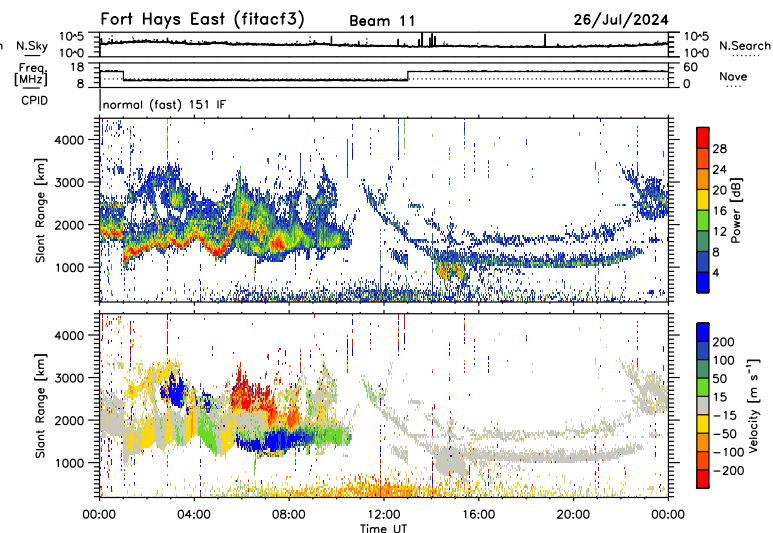 Fort Hays East (fitacf3) Beam 11 26/Jul/2024
N.Sky 10^5 10^0 10^5 10^0 N.Search
Freq. [MHz] 18 8 60 0 Nave
CPID normal (fast) 151 IF
Slant Range [km]
4000
3000
2000
1000
28
24
20
16
12
8
4
Power [dB]
Slant Range [km]
4000
3000
2000
1000
200
100
50
15
-15
-50
-100
-200
Velocity [m s⁻¹]
00:00 04:00 08:00 12:00 16:00 20:00 00:00
Time UT